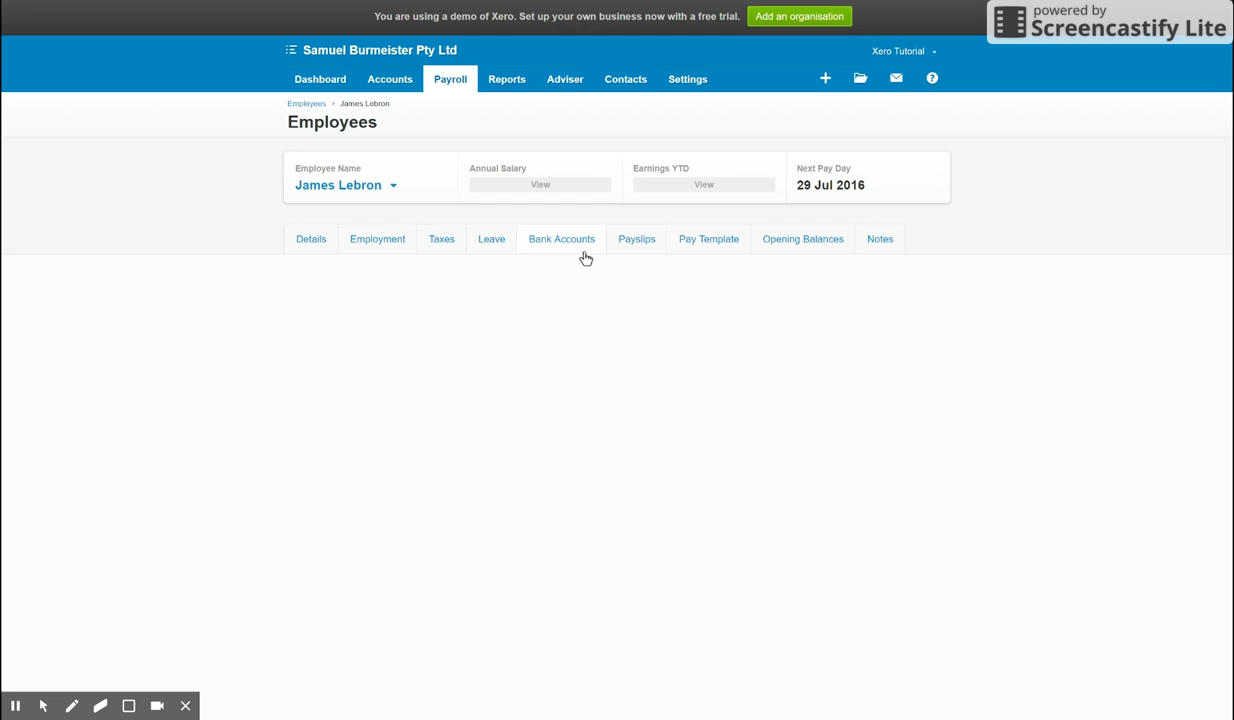 You are using a demo of Xero. Set up your own business now with a free trial. Add an organisation
powered by
Screencastify Lite
Samuel Burmeister Pty Ltd Xero Tutorial
Dashboard Accounts Payroll Reports Adviser Contacts Settings
Employees › James Lebron
Employees
Employee Name Annual Salary Earnings YTD Next Pay Day
James Lebron View View 29 Jul 2016
Details Employment Taxes Leave Bank Accounts Payslips Pay Template Opening Balances Notes